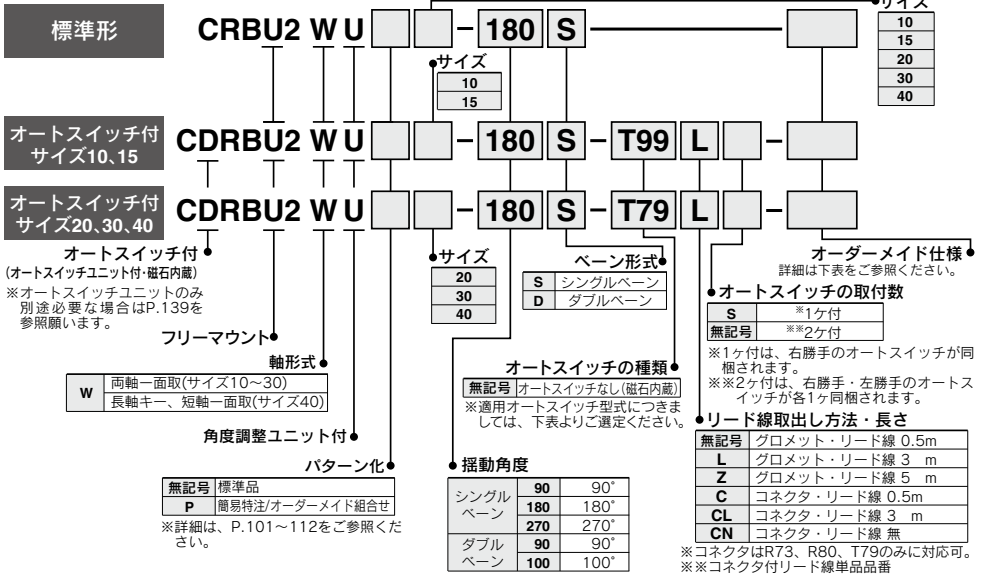 サイズ
10
15
20
30
40
標準形
CRBU2 W U - 180 S
サイズ
10
15
オートスイッチ付
サイズ10、15
CDRBU2 W U - 180 S - T99 L -
オートスイッチ付
サイズ20、30、40
CDRBU2 W U - 180 S - T79 L -
オートスイッチ付
(オートスイッチユニット付・磁石内蔵)
※オートスイッチユニットのみ
別途必要な場合はP.139を
参照願います。
フリーマウント
軸形式
W 両軸一面取(サイズ10〜30)
長軸キー、短軸一面取(サイズ40)
角度調整ユニット付
パターン化
無記号 標準品
P 簡易特注/オーダーメイド組合せ
※詳細は、P.101〜112をご参照くだ
さい。
サイズ
20
30
40
揺動角度
シングル
ベーン
90 90°
180 180°
270 270°
ダブル
ベーン
90 90°
100 100°
ベーン形式
S シングルベーン
D ダブルベーン
オートスイッチの種類
無記号 オートスイッチなし(磁石内蔵)
※適用オートスイッチ型式につきま
しては、下表よりご選定ください。
オーダーメイド仕様
詳細は下表をご参照ください。
オートスイッチの取付数
S ※1ケ付
無記号 ※※2ケ付
※1ヶ付は、右勝手のオートスイッチが同
梱されます。
※※2ヶ付は、右勝手・左勝手のオートス
イッチが各1ヶ同梱されます。
リード線取出し方法・長さ
無記号 グロメット・リード線 0.5m
L グロメット・リード線 3 m
Z グロメット・リード線 5 m
C コネクタ・リード線 0.5m
CL コネクタ・リード線 3 m
CN コネクタ・リード線 無
※コネクタはR73、R80、T79のみに対応可。
※※コネクタ付リード線単品品番